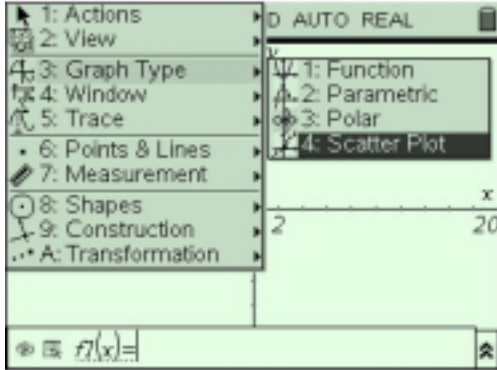 1: Actions
2: View
3: Graph Type
4: Window
5: Trace
6: Points & Lines
7: Measurement
8: Shapes
9: Construction
A: Transformation
D AUTO REAL
1: Function
2: Parametric
3: Polar
4: Scatter Plot
y
x
2
20
f7(x)=